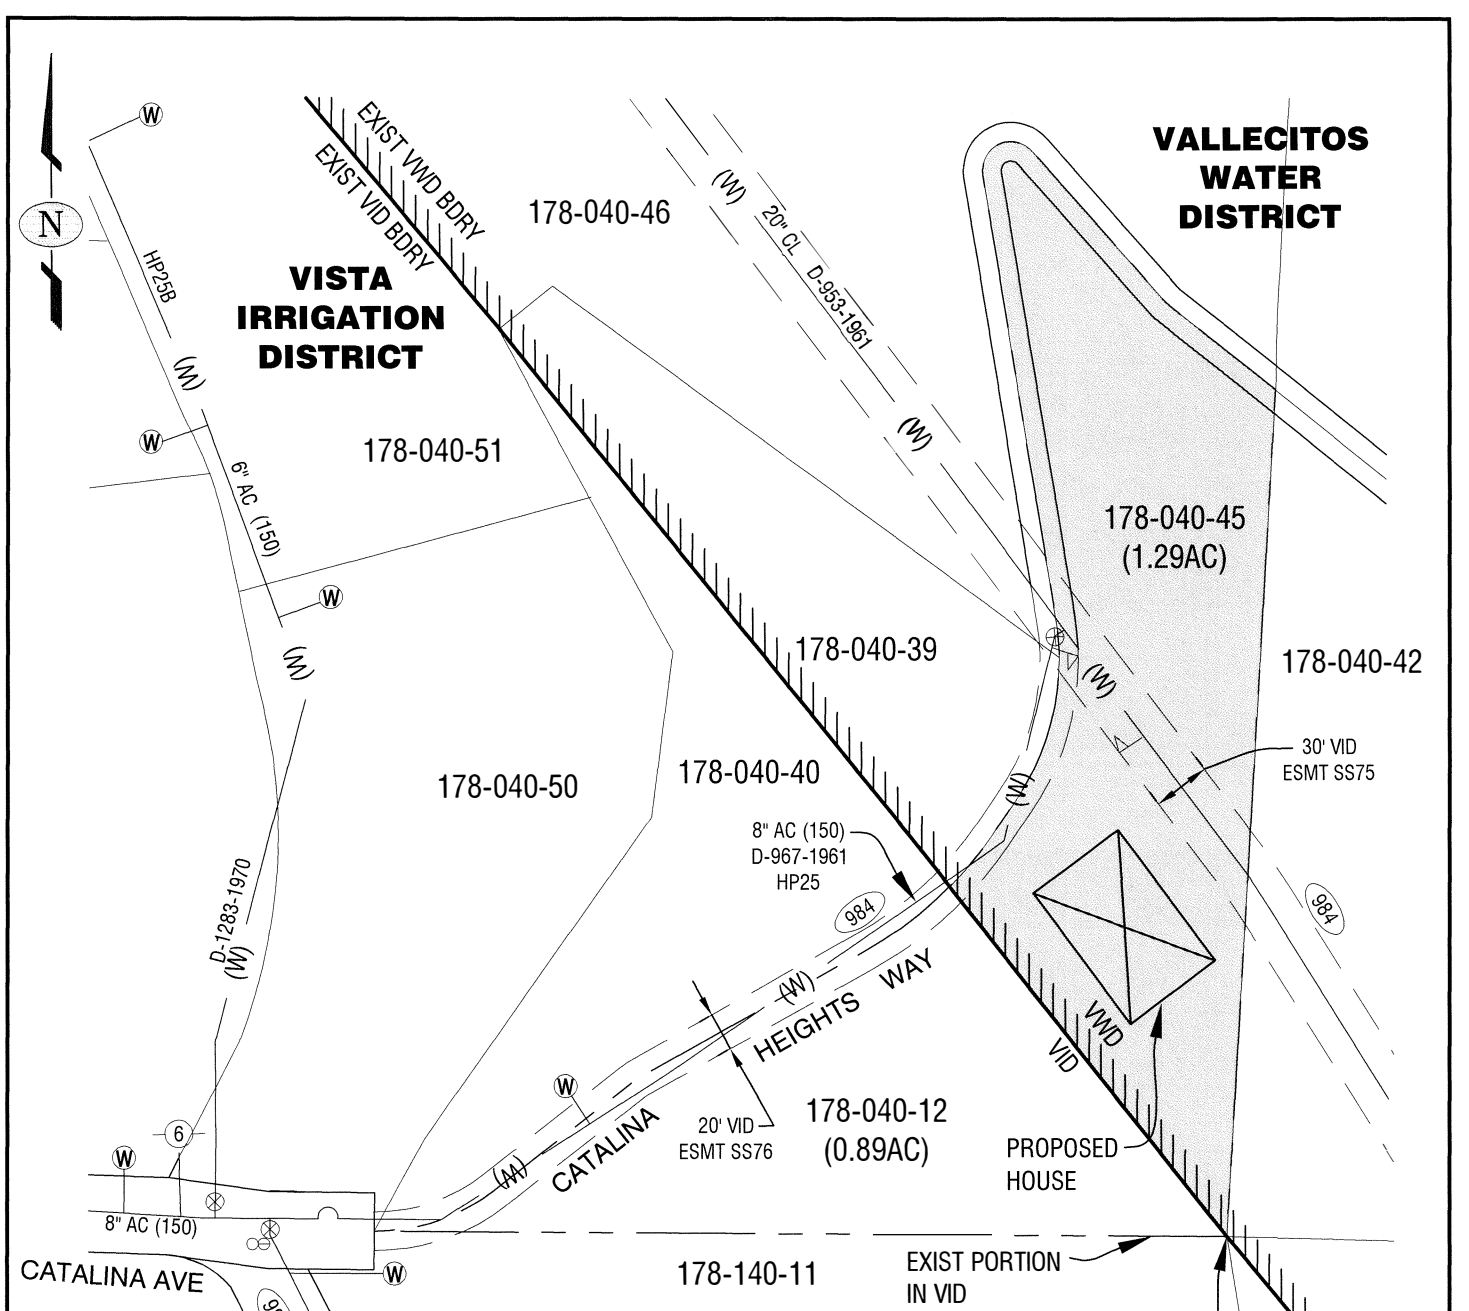 W
EXIST VWD BDRY
EXIST VID BDRY
VALLECITOS
WATER
DISTRICT
N
178-040-46
(W)
20" CL D-953-1961
HP25B
VISTA
IRRIGATION
DISTRICT
(W)
W
178-040-51
(W)
6" AC (150)
178-040-45
(1.29AC)
W
(W)
178-040-39
178-040-42
(W)
30' VID
ESMT SS75
178-040-50
178-040-40
(W)
8" AC (150)
D-967-1961
HP25
984
984
D-1283-1970
(W)
(W)
CATALINA HEIGHTS WAY
VWD
VID
W
20' VID
ESMT SS76
178-040-12
(0.89AC)
PROPOSED
HOUSE
6
W
(W)
8" AC (150)
CATALINA AVE
W
178-140-11
EXIST PORTION
IN VID